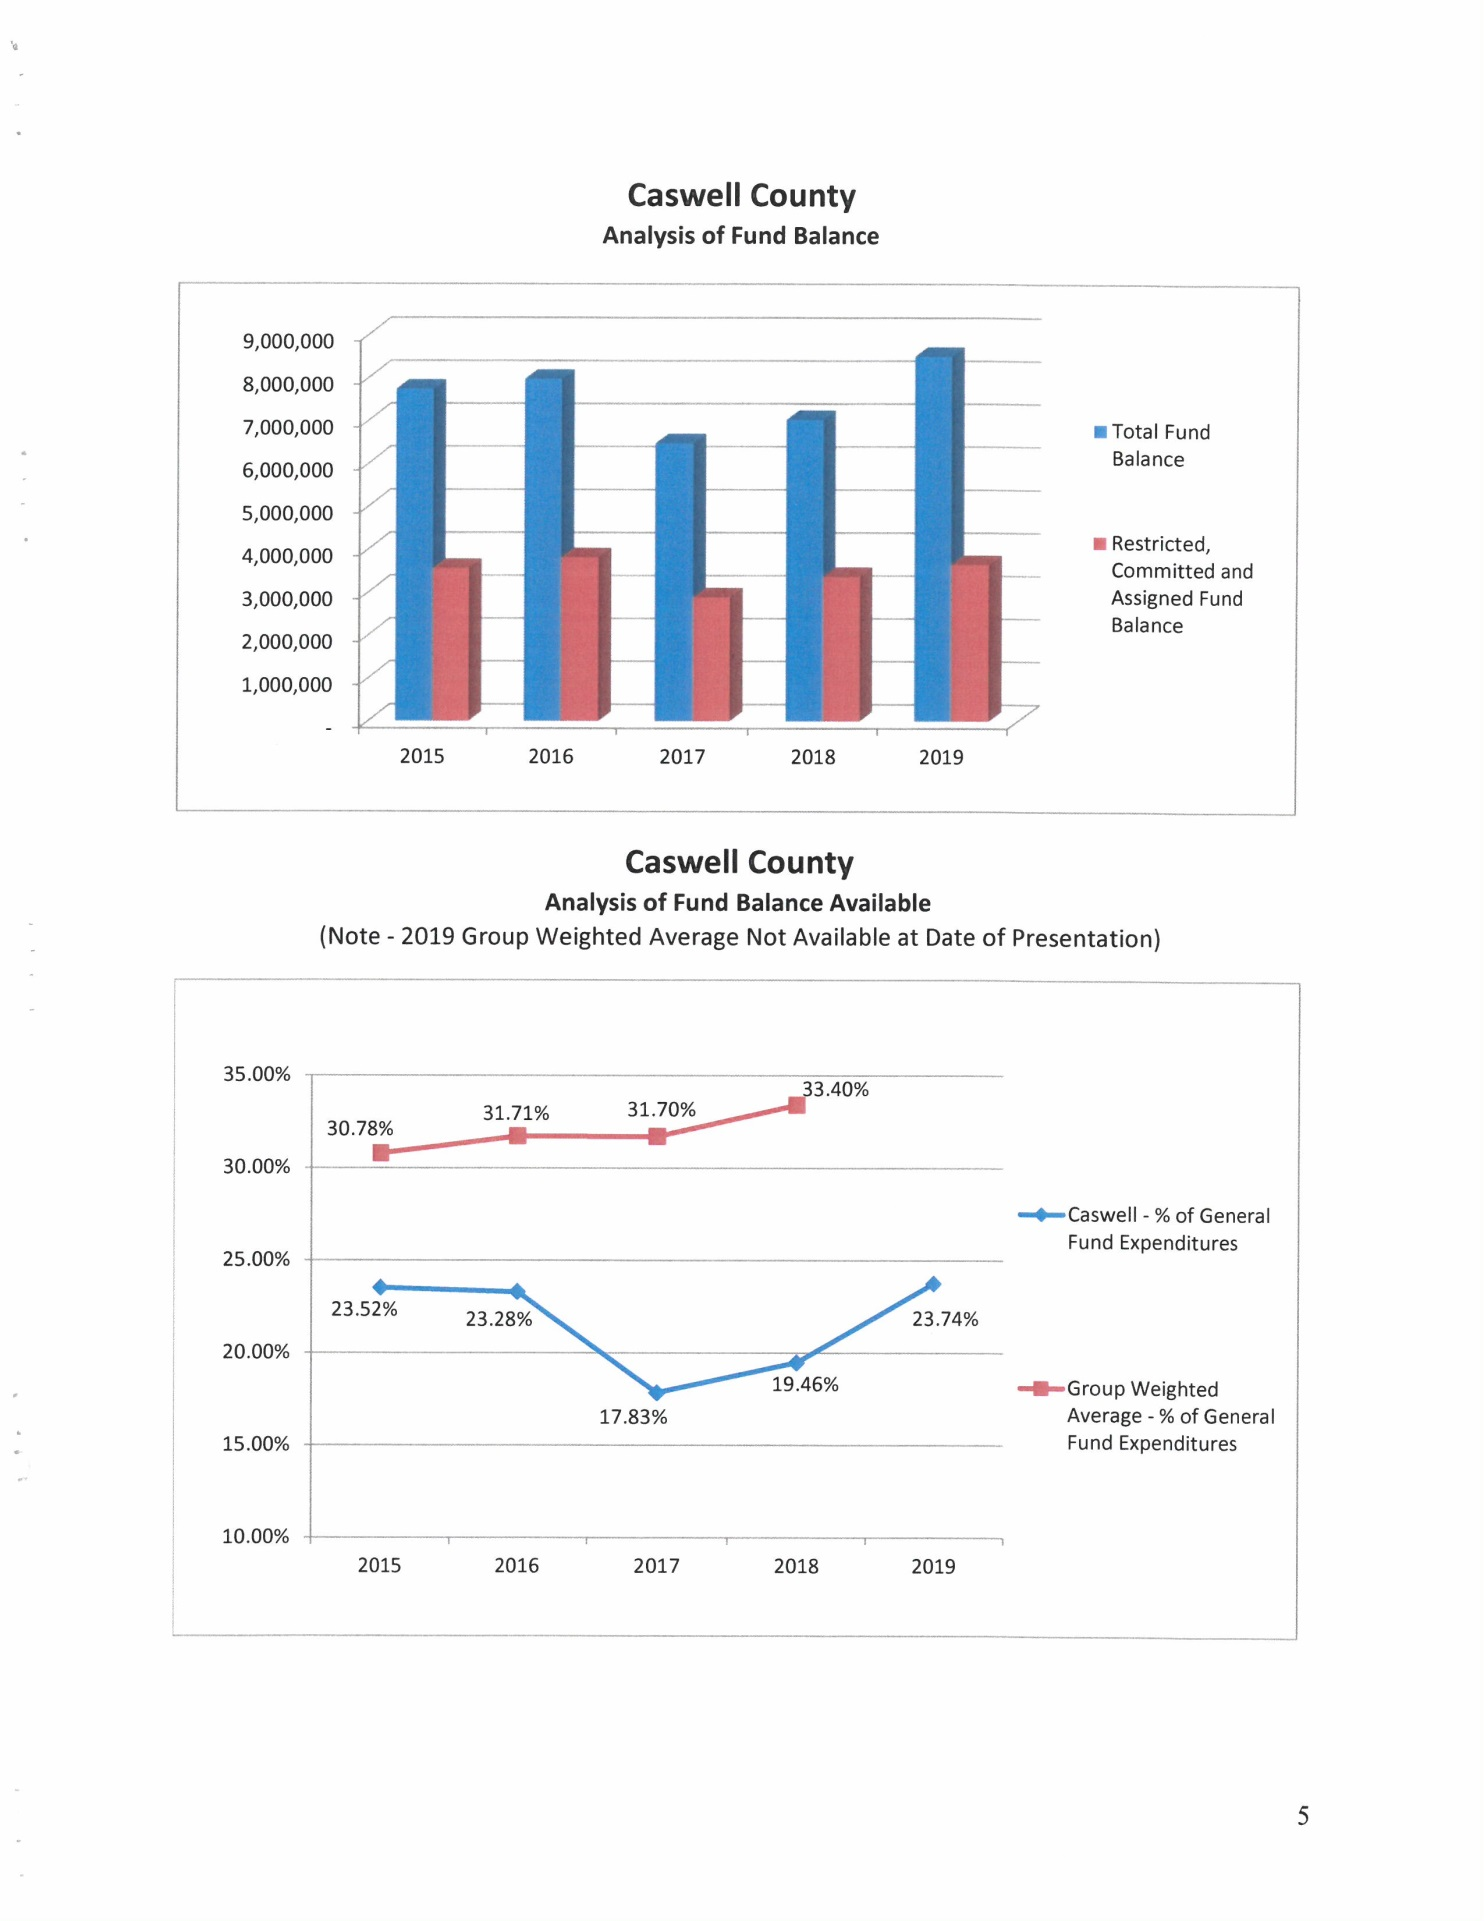 Caswell County
Analysis of Fund Balance
9,000,000
8,000,000
7,000,000
6,000,000
5,000,000
4,000,000
3,000,000
2,000,000
1,000,000
-
2015 2016 2017 2018 2019
Total Fund
Balance
Restricted,
Committed and
Assigned Fund
Balance
Caswell County
Analysis of Fund Balance Available
(Note - 2019 Group Weighted Average Not Available at Date of Presentation)
35.00%
30.00%
25.00%
20.00%
15.00%
10.00%
30.78%
31.71%
31.70%
33.40%
23.52%
23.28%
17.83%
19.46%
23.74%
2015 2016 2017 2018 2019
Caswell - % of General
Fund Expenditures
Group Weighted
Average - % of General
Fund Expenditures
5